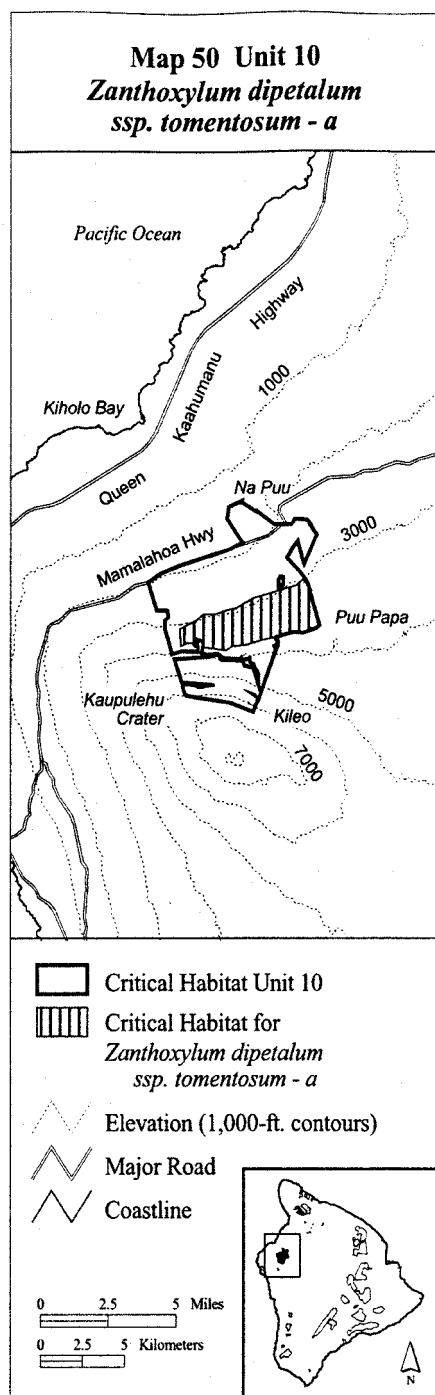 Map 50 Unit 10
Zanthoxylum dipetalum
ssp. tomentosum - a
Pacific Ocean
Highway
1000
Kaahumanu
Kiholo Bay
Queen
Na Puu
Mamalahoa Hwy
3000
Puu Papa
5000
Kaupulehu
Crater
Kileo
7000
Critical Habitat Unit 10
Critical Habitat for
Zanthoxylum dipetalum
ssp. tomentosum - a
Elevation (1,000-ft. contours)
Major Road
Coastline
0 2.5 5 Miles
0 2.5 5 Kilometers
N